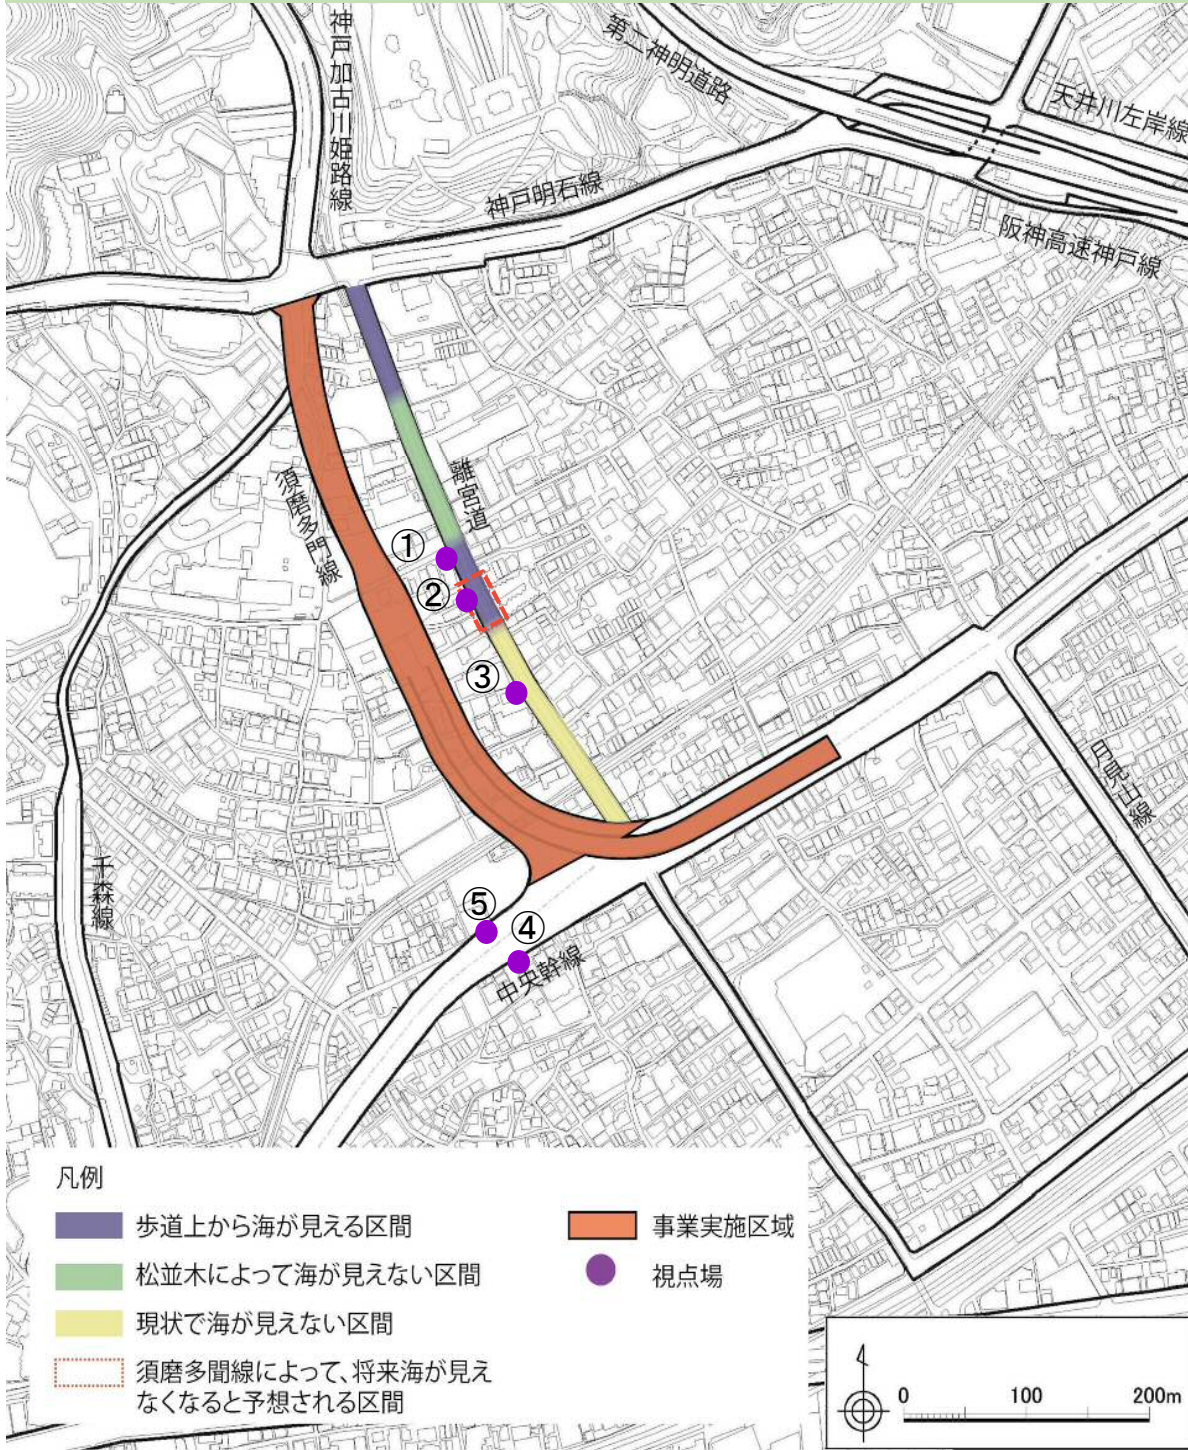 神戸加古川姫路線
第二神明道路
天井川左岸線
神戸明石線
阪神高速神戸線
離宮道
須磨多門線
①
②
③
月見山線
千森線
⑤
④
中央幹線
凡例
歩道上から海が見える区間
松並木によって海が見えない区間
現状で海が見えない区間
須磨多聞線によって、将来海が見え
なくなると予想される区間
事業実施区域
視点場
0 100 200m